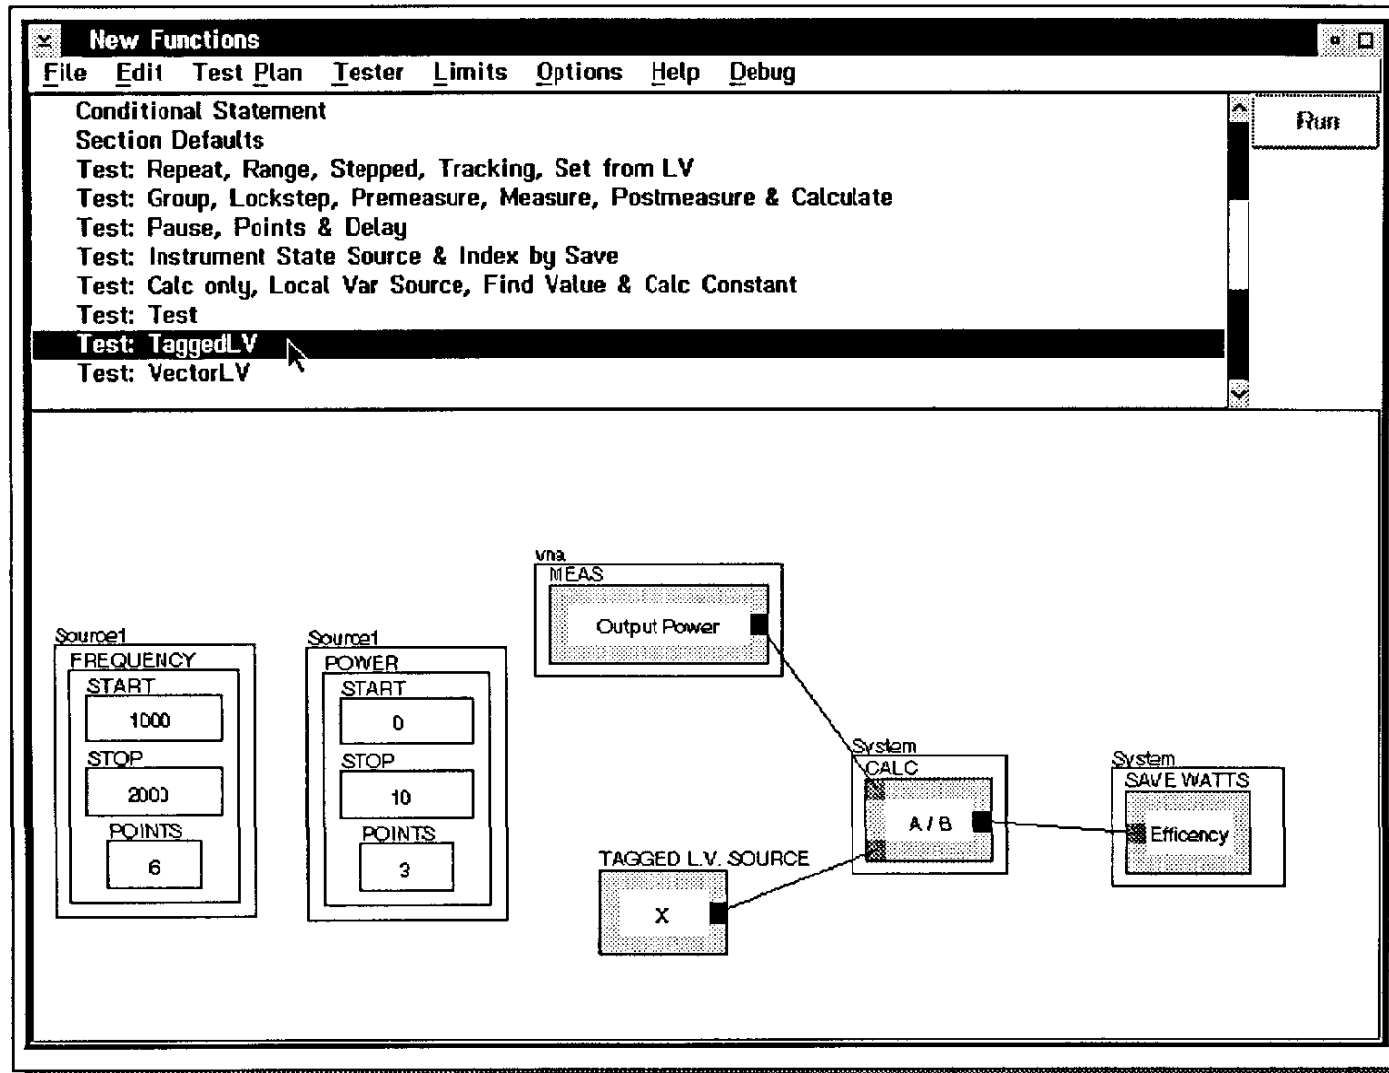 New Functions
File Edit Test Plan Tester Limits Options Help Debug
Conditional Statement
Section Defaults
Test: Repeat, Range, Stepped, Tracking, Set from LV
Test: Group, Lockstep, Premeasure, Measure, Postmeasure & Calculate
Test: Pause, Points & Delay
Test: Instrument State Source & Index by Save
Test: Calc only, Local Var Source, Find Value & Calc Constant
Test: Test
Test: TaggedLV
Test: VectorLV
Run
vna
MEAS
Output Power
Source1
FREQUENCY
START
1000
STOP
2000
POINTS
6
Source1
POWER
START
0
STOP
10
POINTS
3
TAGGED L.V. SOURCE
X
System
CALC
A / B
System
SAVE WATTS
Efficency